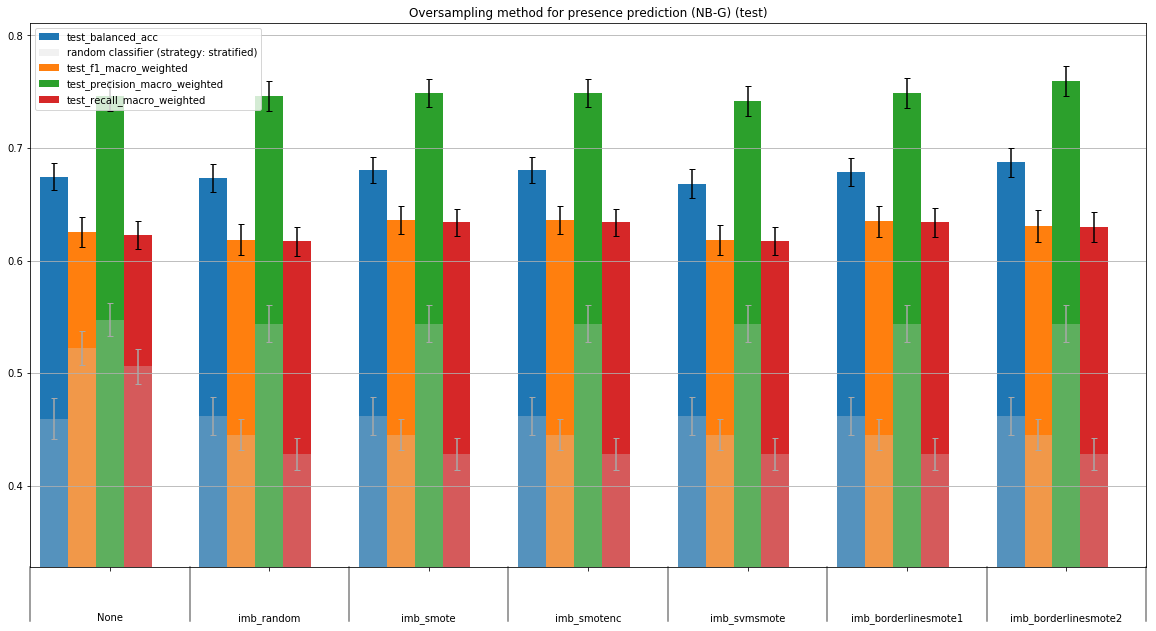 Oversampling method for presence prediction (NB-G) (test)
test_balanced_acc
random classifier (strategy: stratified)
test_f1_macro_weighted
test_precision_macro_weighted
test_recall_macro_weighted
0.8
0.7
0.6
0.5
0.4
None imb_random imb_smote imb_smotenc imb_svmsmote imb_borderlinesmote1 imb_borderlinesmote2